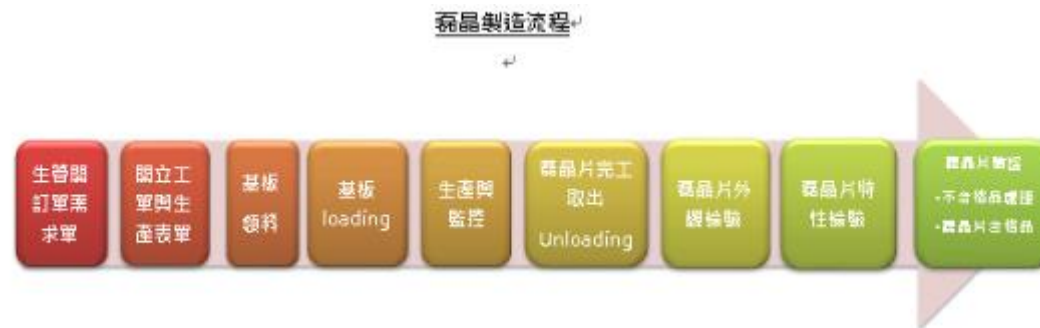 磊晶製造流程
生管開
訂單需
求單
開立工
單與生
產表單
基板
領料
基板
loading
生產與
監控
磊晶片完工
取出
Unloading
磊晶片外
觀檢驗
磊晶片特
性檢驗
磊晶片
-不合格品處理
-磊晶片合格品